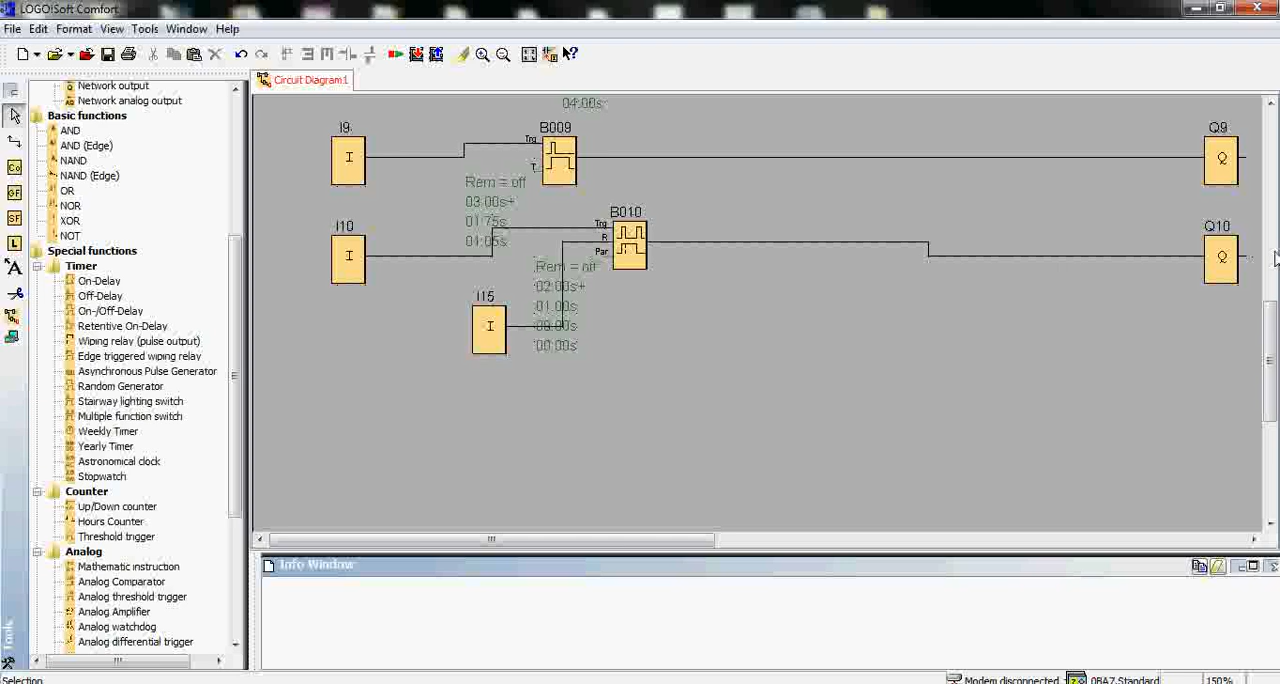 LOGO!Soft Comfort
File Edit Format View Tools Window Help
Circuit Diagram1
Network output
Network analog output
Basic functions
AND
AND (Edge)
NAND
NAND (Edge)
OR
NOR
XOR
NOT
Special functions
Timer
On-Delay
Off-Delay
On-/Off-Delay
Retentive On-Delay
Wiping relay (pulse output)
Edge triggered wiping relay
Asynchronous Pulse Generator
Random Generator
Stairway lighting switch
Multiple function switch
Weekly Timer
Yearly Timer
Astronomical clock
Stopwatch
Counter
Up/Down counter
Hours Counter
Threshold trigger
Analog
Mathematic instruction
Analog Comparator
Analog threshold trigger
Analog Amplifier
Analog watchdog
Analog differential trigger
Tools
04:00s
I9
I
B009
Trg
T
Q9
Q
Rem = off
03:00s+
01:75s
01:05s
I10
I
B010
Trg
R
Par
Q10
Q
Rem = off
02:00s+
01:00s
00:00s
00:00s
I15
I
Info Window
Selection
Modem disconnected
0BA7.Standard
150%